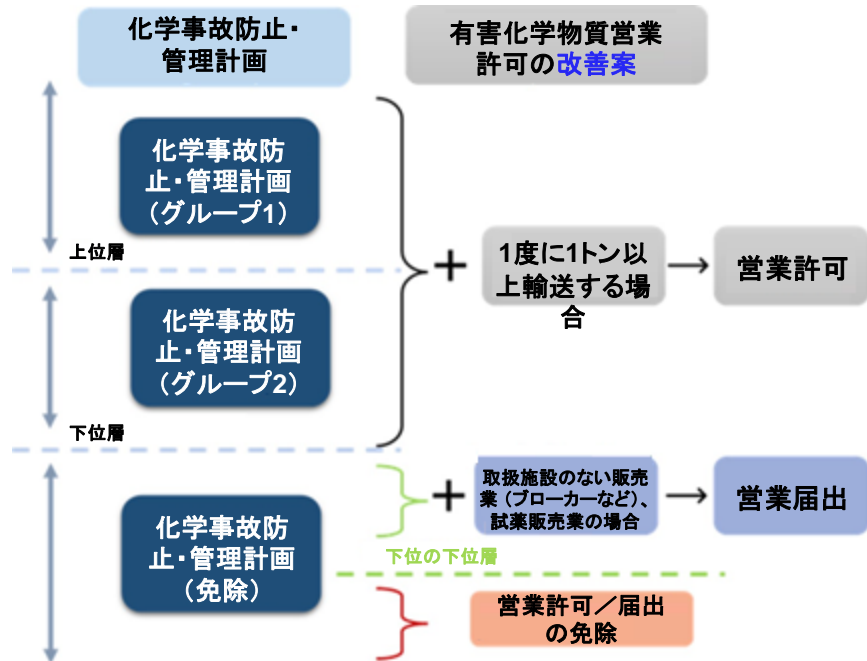 化学事故防止・
管理計画
有害化学物質営業
許可の改善案
化学事故防
止・管理計画
（グループ1）
上位層
1度に1トン以
上輸送する場
合
営業許可
化学事故防
止・管理計画
（グループ2）
下位層
取扱施設のない販売
業（ブローカーなど）、
試薬販売業の場合
営業届出
化学事故防
止・管理計画
（免除）
下位の下位層
営業許可／届出
の免除